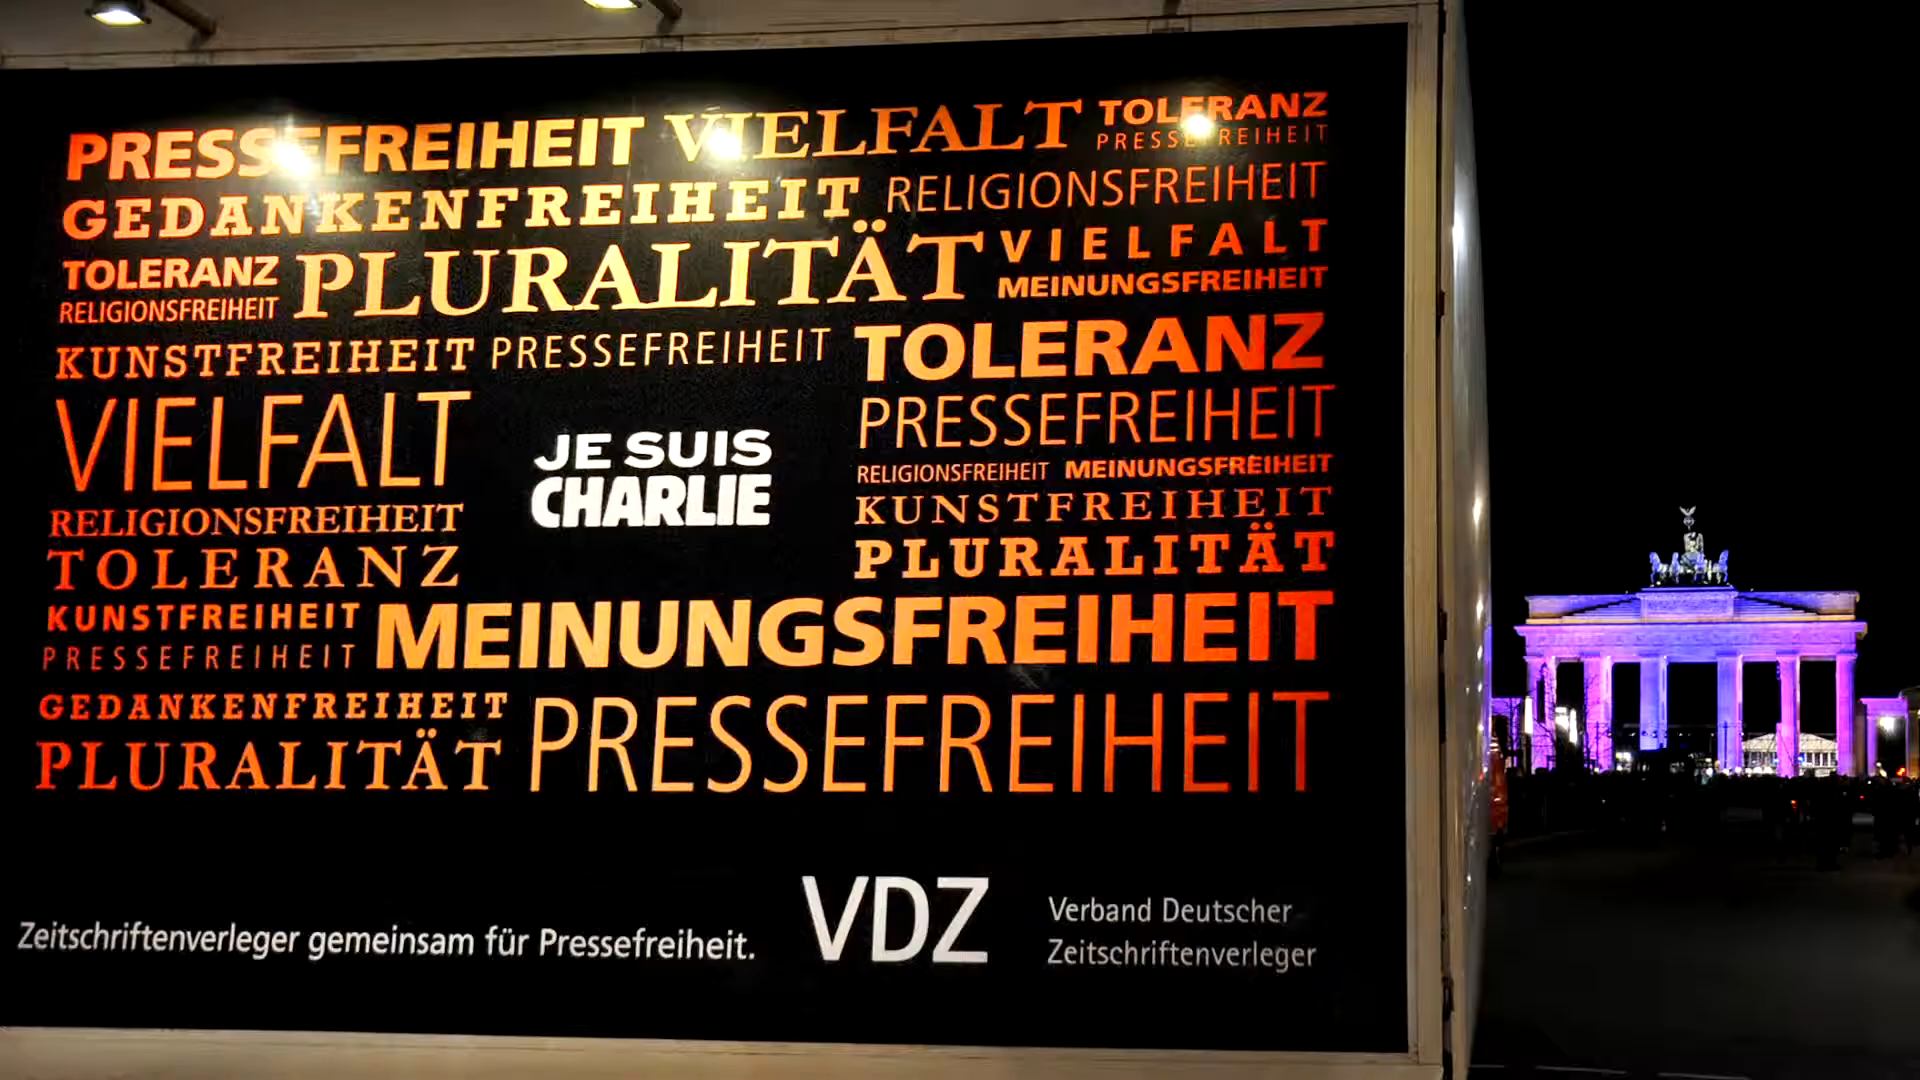 PRESSEFREIHEIT VIELFALT TOLERANZ
PRESSEFREIHEIT
GEDANKENFREIHEIT RELIGIONSFREIHEIT
TOLERANZ PLURALITÄT VIELFALT
RELIGIONSFREIHEIT MEINUNGSFREIHEIT
KUNSTFREIHEIT PRESSEFREIHEIT TOLERANZ
VIELFALT PRESSEFREIHEIT
JE SUIS
CHARLIE
RELIGIONSFREIHEIT MEINUNGSFREIHEIT
RELIGIONSFREIHEIT KUNSTFREIHEIT
TOLERANZ PLURALITÄT
KUNSTFREIHEIT MEINUNGSFREIHEIT
PRESSEFREIHEIT
GEDANKENFREIHEIT PRESSEFREIHEIT
PLURALITÄT
Zeitschriftenverleger gemeinsam für Pressefreiheit.
VDZ
Verband Deutscher
Zeitschriftenverleger